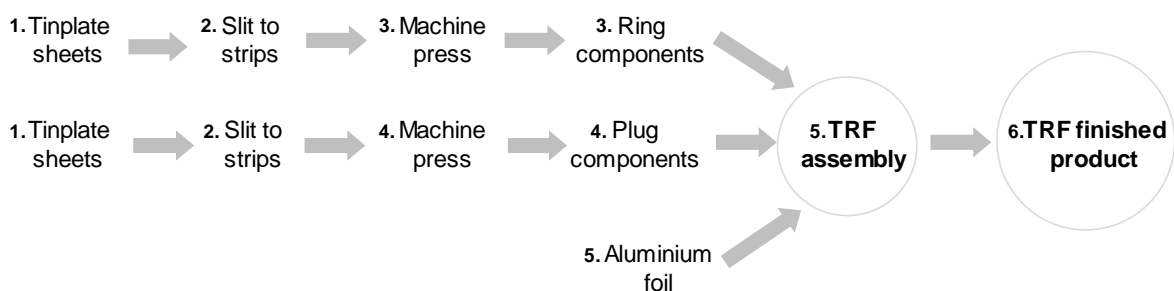 1. Tinplate
sheets
2. Slit to
strips
3. Machine
press
3. Ring
components
1. Tinplate
sheets
2. Slit to
strips
4. Machine
press
4. Plug
components
5. TRF
assembly
6. TRF finished
product
5. Aluminium
foil